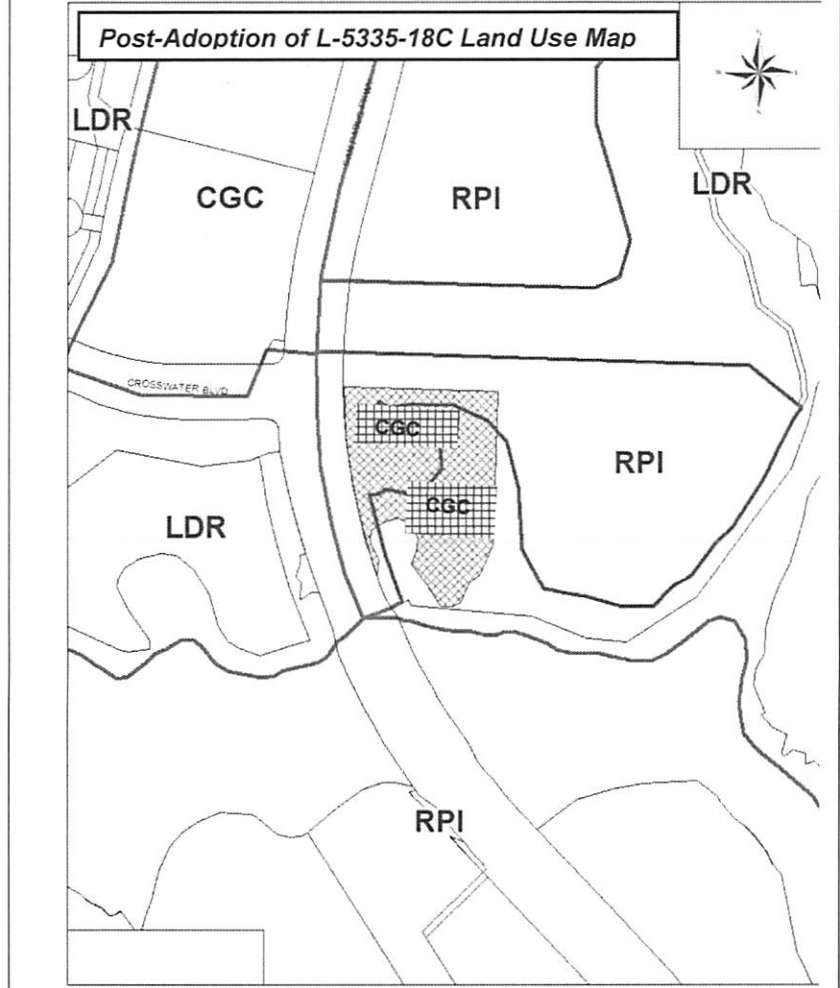 Post-Adoption of L-5335-18C Land Use Map
LDR
CGC
RPI
LDR
CROSSWATER BLVD
CGC
RPI
CGC
LDR
RPI